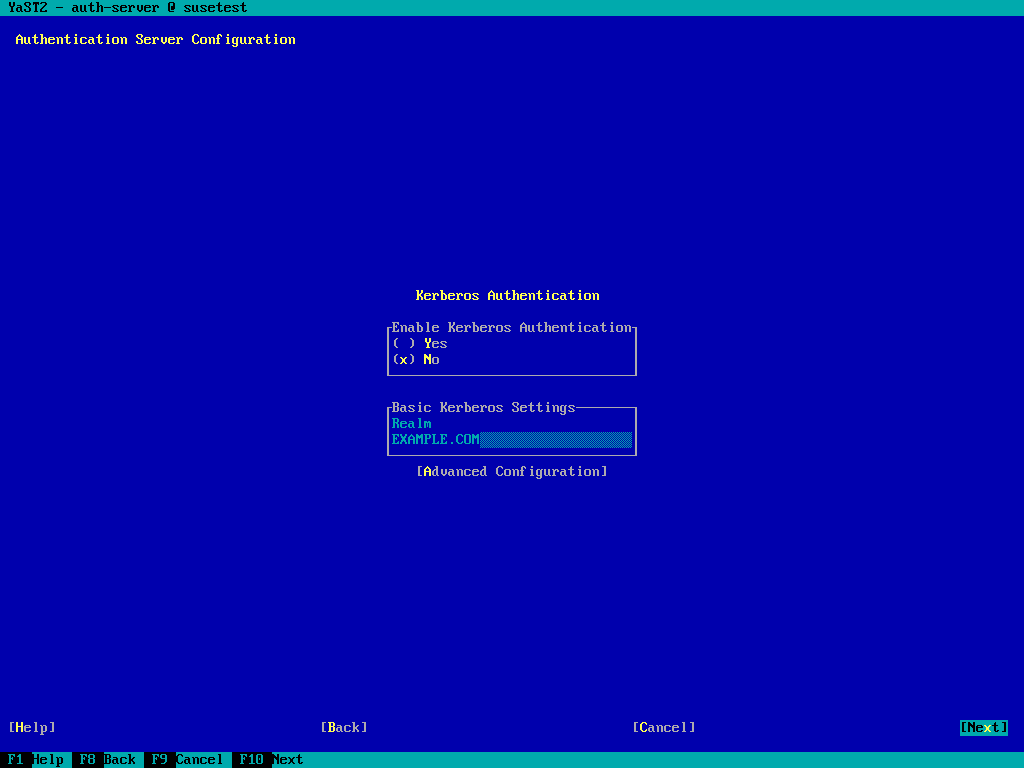 YaST2 - auth-server @ susetest
Authentication Server Configuration
Kerberos Authentication
Enable Kerberos Authentication
( ) Yes
(x) No
Basic Kerberos Settings
Realm
EXAMPLE.COM
[Advanced Configuration]
[Help] [Back] [Cancel] [Next]
F1 Help F8 Back F9 Cancel F10 Next